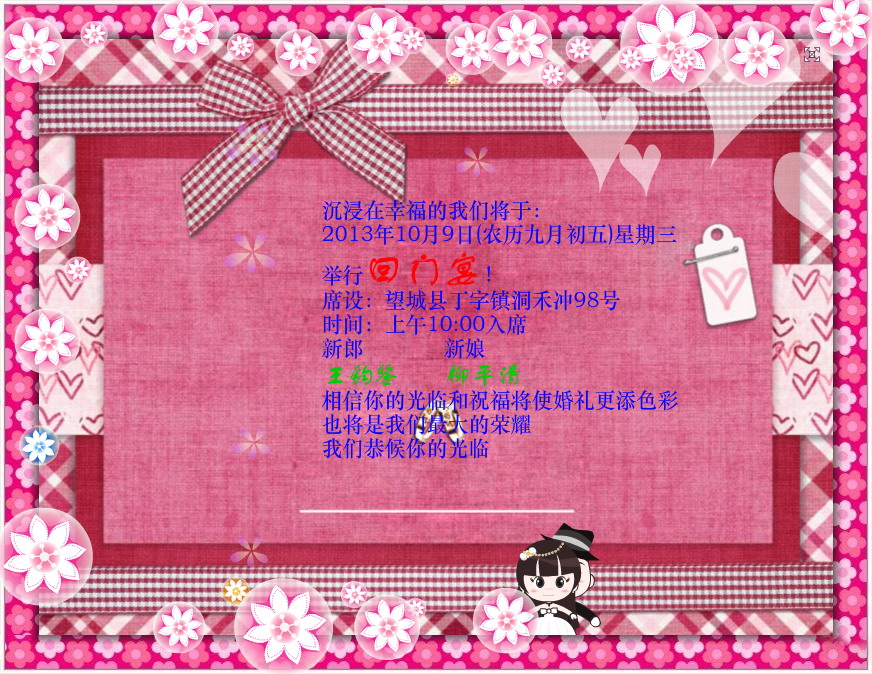 沉浸在幸福的我们将于：
2013年10月9日(农历九月初五)星期三
举行回门宴！
席设：望城县丁字镇洞禾冲98号
时间：上午10:00入席
新郎 新娘
王钧鉴 柳平清
相信你的光临和祝福将使婚礼更添色彩
也将是我们最大的荣耀
我们恭候你的光临